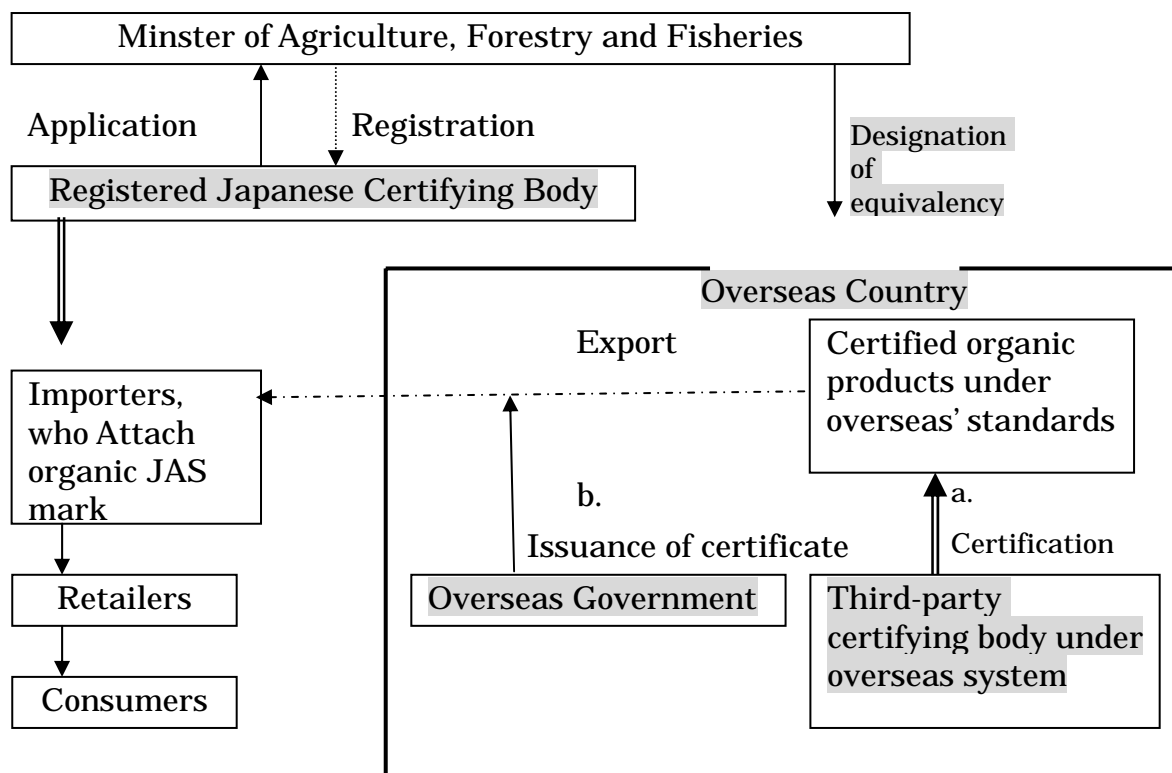 Minster of Agriculture, Forestry and Fisheries
Application
Registration
Designation
of
equivalency
Registered Japanese Certifying Body
Overseas Country
Export
Certified organic
products under
overseas’ standards
Importers,
who Attach
organic JAS
mark
b.
a.
Issuance of certificate
Certification
Retailers
Overseas Government
Third-party
certifying body under
overseas system
Consumers